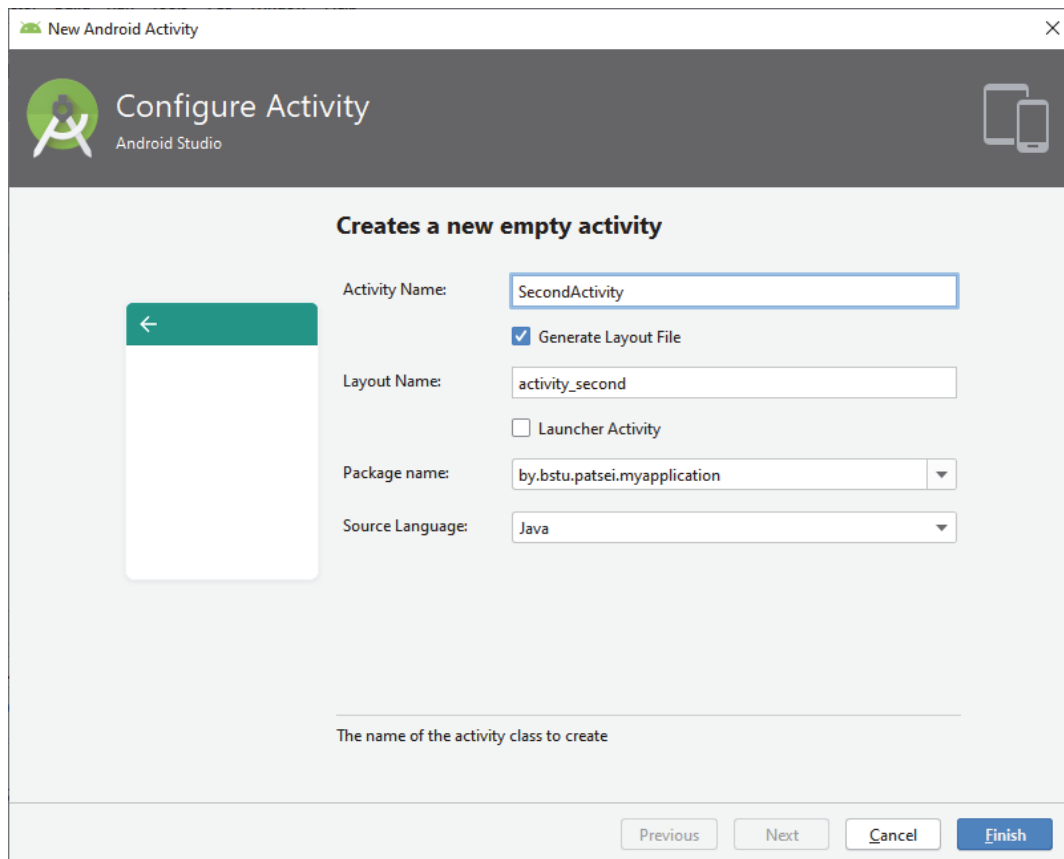 New Android Activity
Configure Activity
Android Studio
Creates a new empty activity
Activity Name: SecondActivity
Generate Layout File
Layout Name: activity_second
Launcher Activity
Package name: by.bstu.patsei.myapplication
Source Language: Java
The name of the activity class to create
Previous Next Cancel Finish